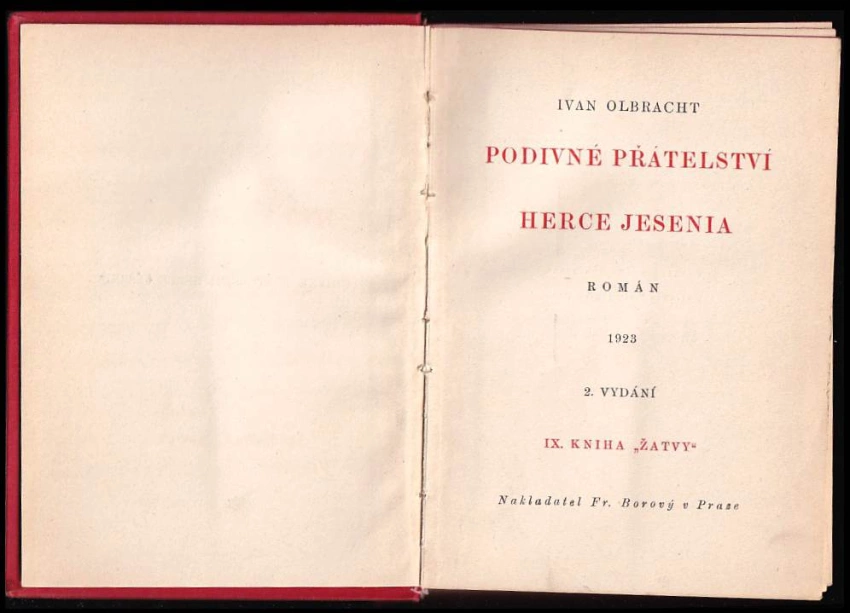 IVAN OLBRACHT
PODIVNÉ PŘÁTELSTVÍ
HERCE JESENIA
ROMÁN
1923
2. VYDÁNÍ
IX. KNIHA „ŽATVY“
Nakladatel Fr. Borový v Praze